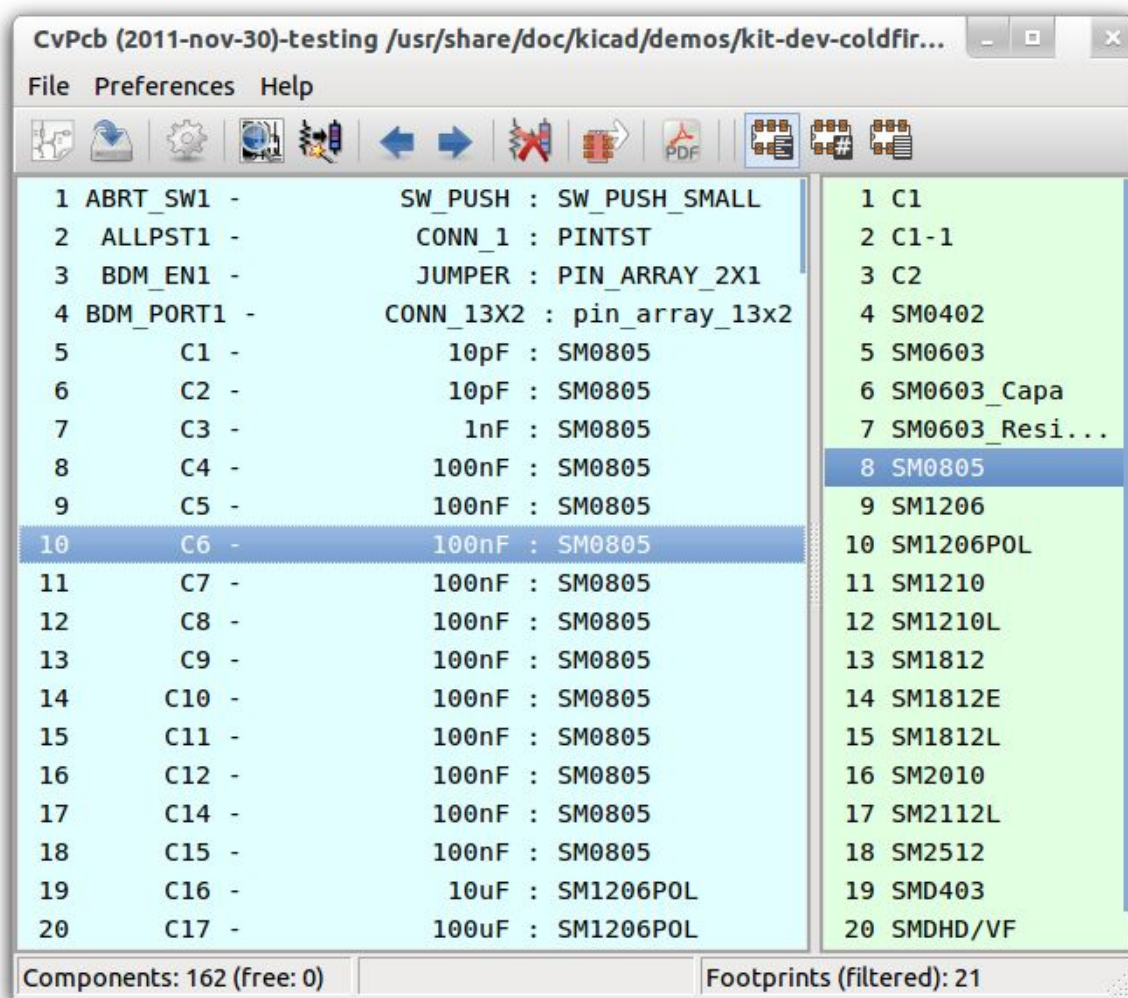 CvPcb (2011-nov-30)-testing /usr/share/doc/kicad/demos/kit-dev-coldfir...
File Preferences Help
PDF #
1 ABRT_SW1 - SW_PUSH : SW_PUSH_SMALL
2 ALLPST1 - CONN_1 : PINTST
3 BDM_EN1 - JUMPER : PIN_ARRAY_2X1
4 BDM_PORT1 - CONN_13X2 : pin_array_13x2
5 C1 - 10pF : SM0805
6 C2 - 10pF : SM0805
7 C3 - 1nF : SM0805
8 C4 - 100nF : SM0805
9 C5 - 100nF : SM0805
10 C6 - 100nF : SM0805
11 C7 - 100nF : SM0805
12 C8 - 100nF : SM0805
13 C9 - 100nF : SM0805
14 C10 - 100nF : SM0805
15 C11 - 100nF : SM0805
16 C12 - 100nF : SM0805
17 C14 - 100nF : SM0805
18 C15 - 100nF : SM0805
19 C16 - 10uF : SM1206POL
20 C17 - 100uF : SM1206POL
1 C1
2 C1-1
3 C2
4 SM0402
5 SM0603
6 SM0603_Capa
7 SM0603_Resi...
8 SM0805
9 SM1206
10 SM1206POL
11 SM1210
12 SM1210L
13 SM1812
14 SM1812E
15 SM1812L
16 SM2010
17 SM2112L
18 SM2512
19 SMD403
20 SMDHD/VF
Components: 162 (free: 0)
Footprints (filtered): 21